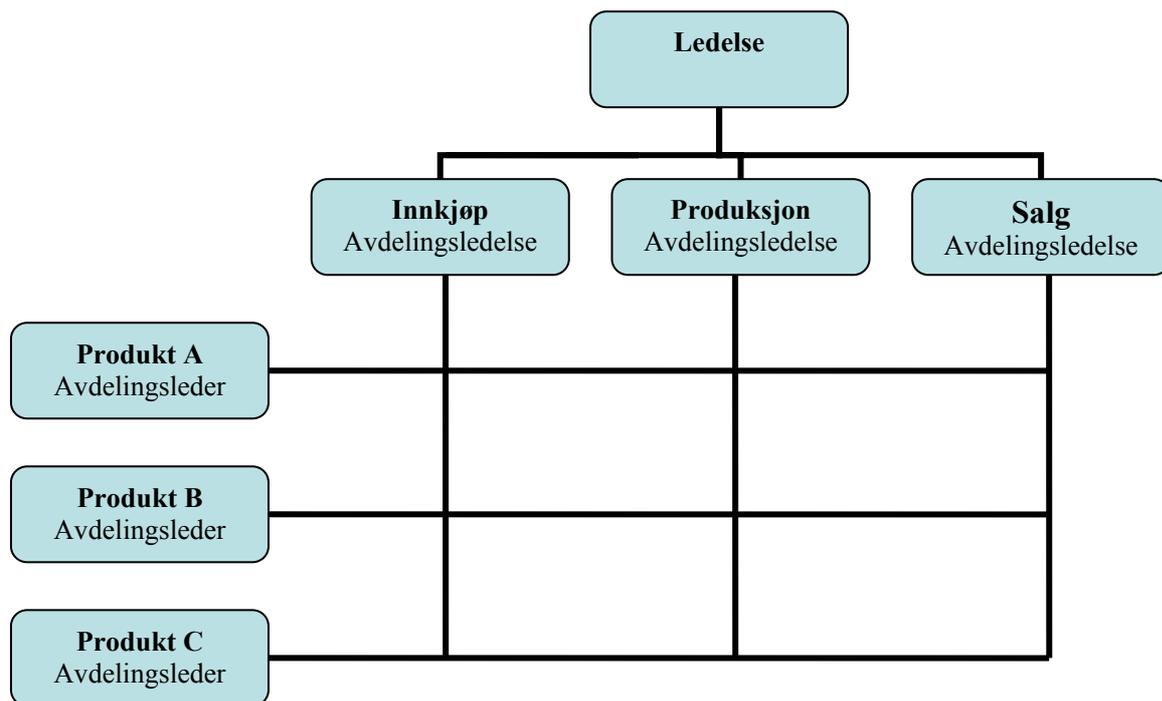 Ledelse
Innkjøp
Avdelingsledelse
Produksjon
Avdelingsledelse
Salg
Avdelingsledelse
Produkt A
Avdelingsleder
Produkt B
Avdelingsleder
Produkt C
Avdelingsleder